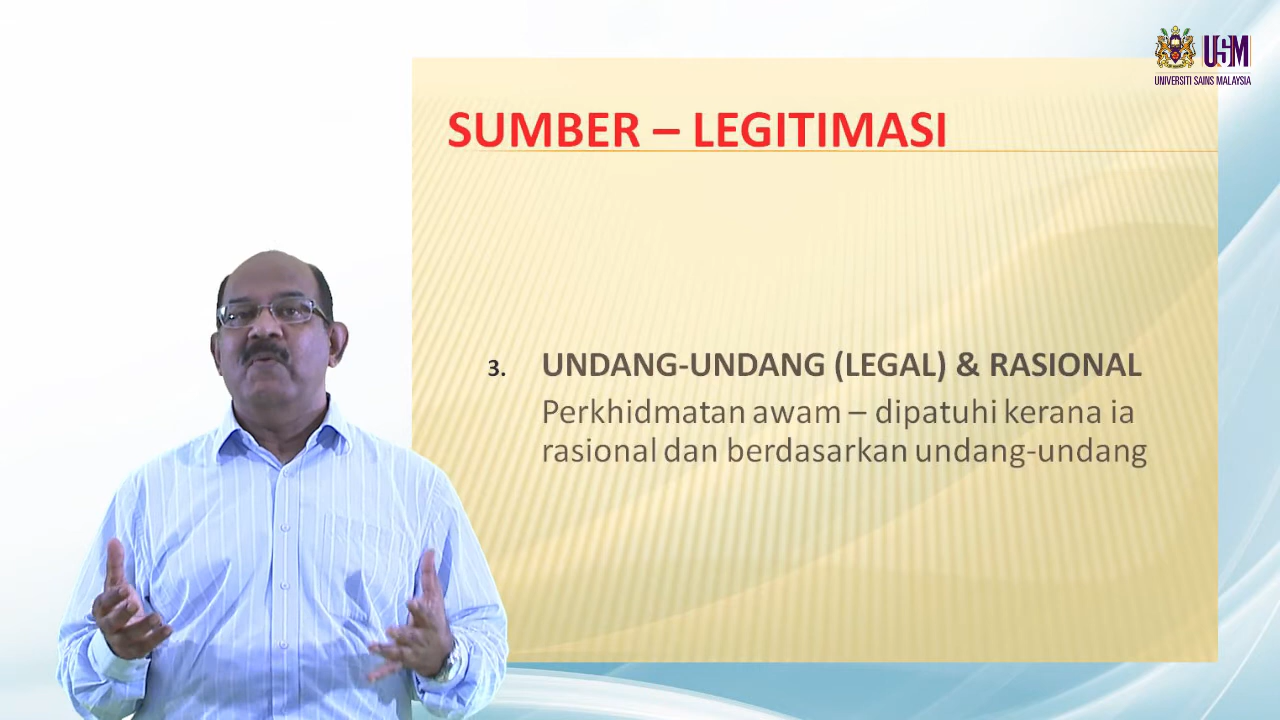 USM
UNIVERSITI SAINS MALAYSIA
SUMBER – LEGITIMASI
3. UNDANG-UNDANG (LEGAL) & RASIONAL
Perkhidmatan awam – dipatuhi kerana ia
rasional dan berdasarkan undang-undang